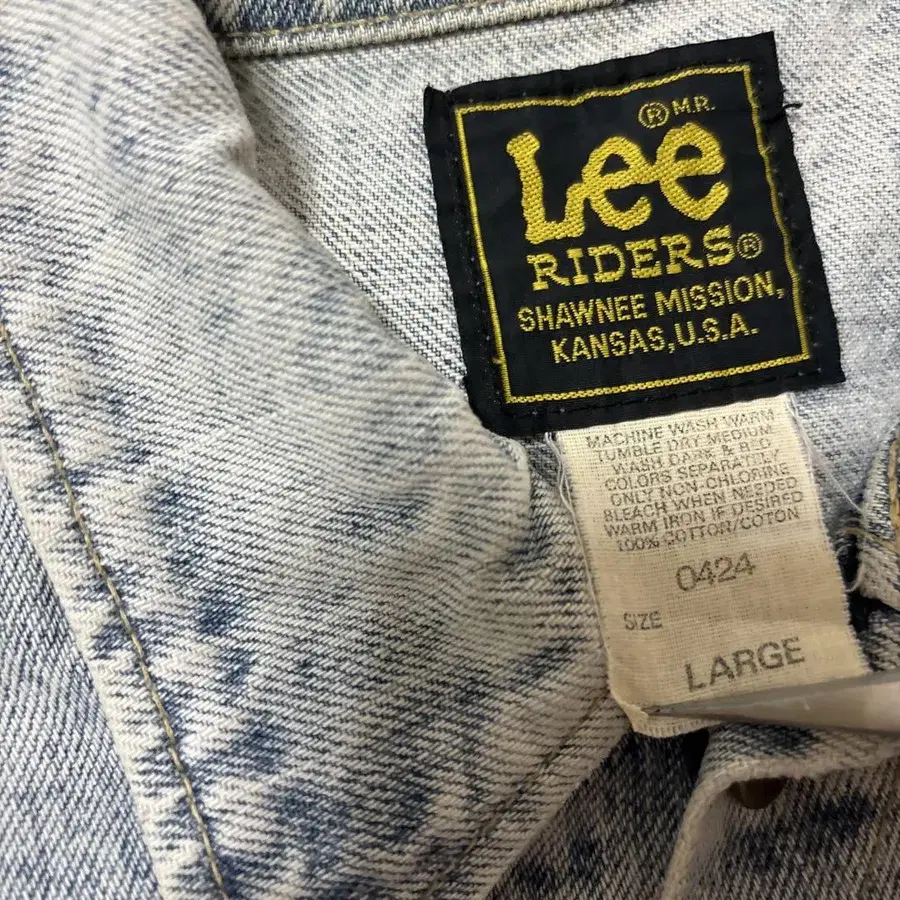 ® M.R.
Lee
RIDERS®
SHAWNEE MISSION,
KANSAS, U.S.A.
MACHINE WASH WARM
TUMBLE DRY MEDIUM
WASH DARK & RED
COLORS SEPARATELY
ONLY NON-CHLORINE
BLEACH WHEN NEEDED
WARM IRON IF DESIRED
100% COTTON/COTON
0424
SIZE
LARGE